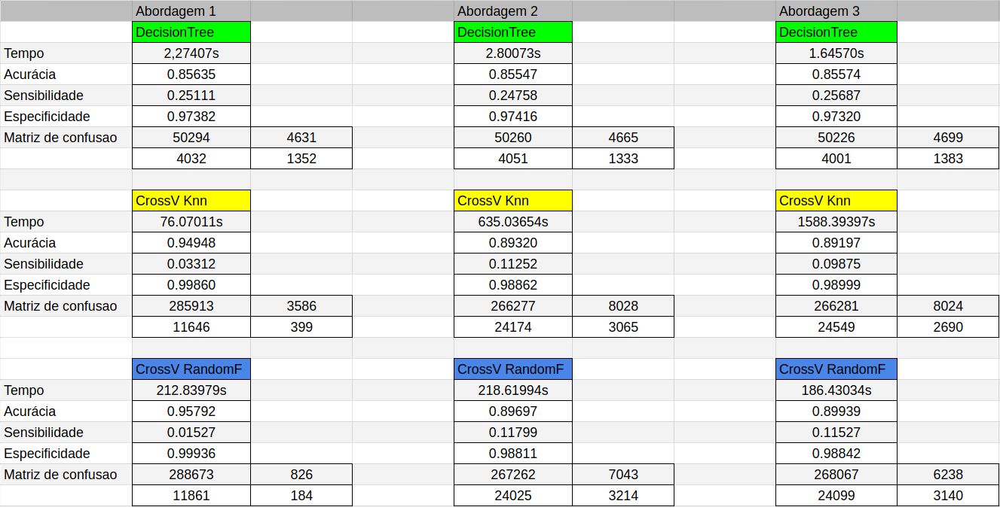 Abordagem 1 Abordagem 2 Abordagem 3
DecisionTree DecisionTree DecisionTree
Tempo 2,27407s 2.80073s 1.64570s
Acurácia 0.85635 0.85547 0.85574
Sensibilidade 0.25111 0.24758 0.25687
Especificidade 0.97382 0.97416 0.97320
Matriz de confusao 50294 4631 50260 4665 50226 4699
4032 1352 4051 1333 4001 1383
CrossV Knn CrossV Knn CrossV Knn
Tempo 76.07011s 635.03654s 1588.39397s
Acurácia 0.94948 0.89320 0.89197
Sensibilidade 0.03312 0.11252 0.09875
Especificidade 0.99860 0.98862 0.98999
Matriz de confusao 285913 3586 266277 8028 266281 8024
11646 399 24174 3065 24549 2690
CrossV RandomF CrossV RandomF CrossV RandomF
Tempo 212.83979s 218.61994s 186.43034s
Acurácia 0.95792 0.89697 0.89939
Sensibilidade 0.01527 0.11799 0.11527
Especificidade 0.99936 0.98811 0.98842
Matriz de confusao 288673 826 267262 7043 268067 6238
11861 184 24025 3214 24099 3140